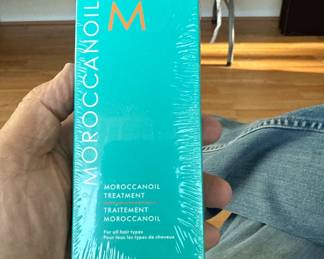 M
MOROCCANOIL
MOROCCANOIL
TREATMENT
TRAITEMENT
MOROCCANOIL
For all hair types
Pour tous les types de cheveux